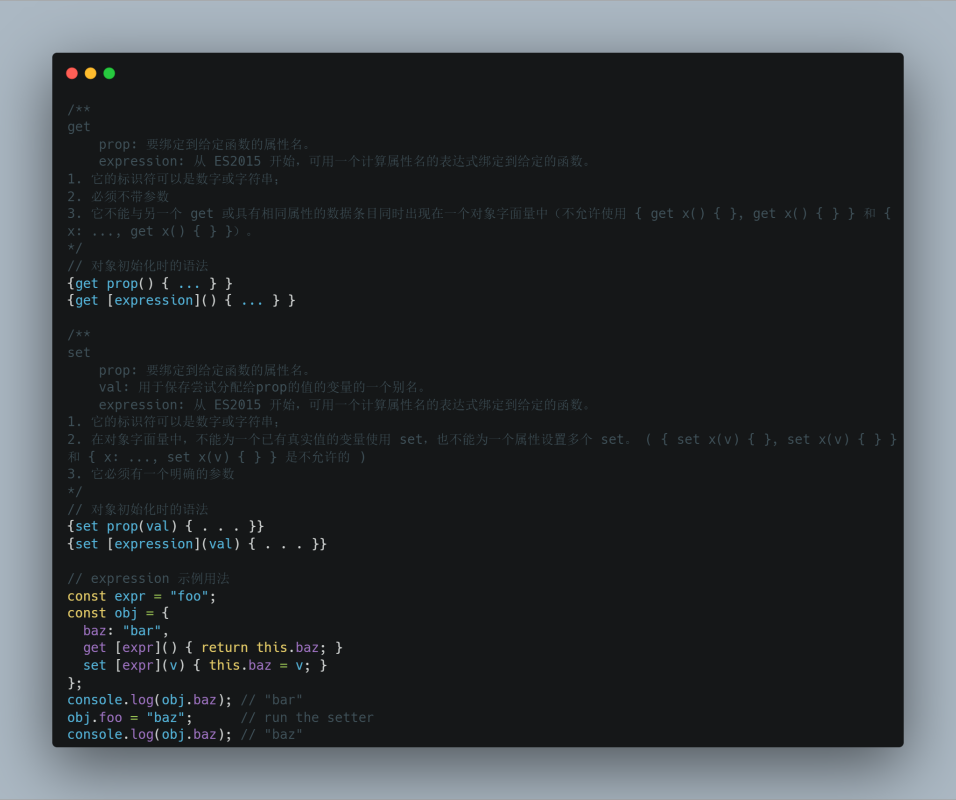 /**
get
    prop: 要绑定到给定函数的属性名。
    expression: 从 ES2015 开始，可用一个计算属性名的表达式绑定到给定的函数。
1. 它的标识符可以是数字或字符串；
2. 必须不带参数
3. 它不能与另一个 get 或具有相同属性的数据条目同时出现在一个对象字面量中（不允许使用 { get x() { }, get x() { } } 和 {
x: ..., get x() { } }）。
*/
// 对象初始化时的语法
{get prop() { ... } }
{get [expression]() { ... } }
/**
set
    prop: 要绑定到给定函数的属性名。
    val: 用于保存尝试分配给prop的值的变量的一个别名。
    expression: 从 ES2015 开始，可用一个计算属性名的表达式绑定到给定的函数。
1. 它的标识符可以是数字或字符串；
2. 在对象字面量中，不能为一个已有真实值的变量使用 set，也不能为一个属性设置多个 set。 ( { set x(v) { }, set x(v) { } }
和 { x: ..., set x(v) { } } 是不允许的 )
3. 它必须有一个明确的参数
*/
// 对象初始化时的语法
{set prop(val) { . . . }}
{set [expression](val) { . . . }}
// expression 示例用法
const expr = "foo";
const obj = {
  baz: "bar",
  get [expr]() { return this.baz; }
  set [expr](v) { this.baz = v; }
};
console.log(obj.baz); // "bar"
obj.foo = "baz";      // run the setter
console.log(obj.baz); // "baz"